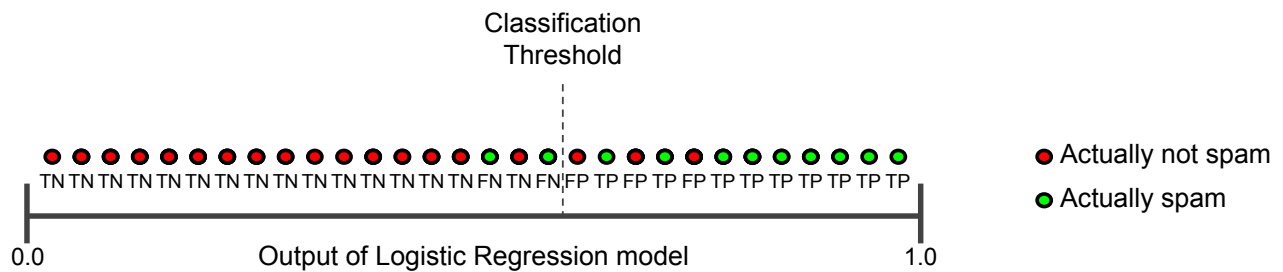 Classification
Threshold
TN TN TN TN TN TN TN TN TN TN TN TN TN TN TN FN TN FN FP TP FP TP FP TP TP TP TP TP TP TP
Actually not spam
Actually spam
0.0 Output of Logistic Regression model 1.0